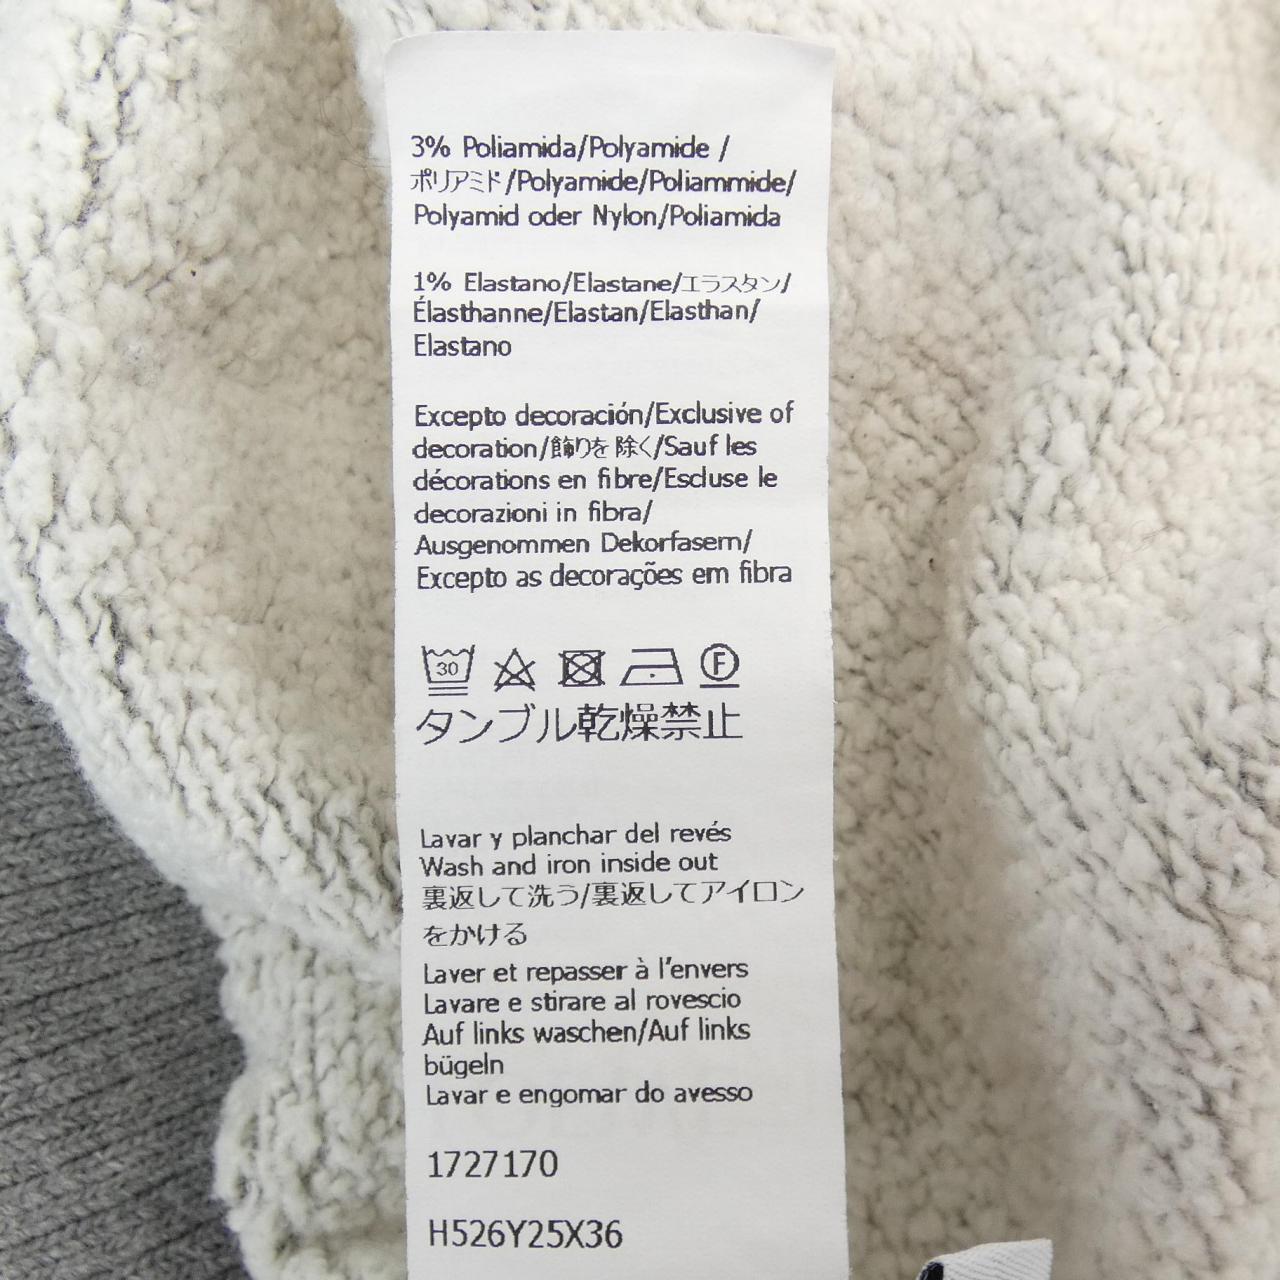 3% Poliamida/Polyamide /
ポリアミド/Polyamide/Poliammide/
Polyamid oder Nylon/Poliamida
1% Elastano/Elastane/エラスタン/
Élasthanne/Elastan/Elasthan/
Elastano
Excepto decoración/Exclusive of
decoration/飾りを除く/Sauf les
décorations en fibre/Escluse le
decorazioni in fibra/
Ausgenommen Dekorfasern/
Excepto as decorações em fibra
30 F
タンブル乾燥禁止
Lavar y planchar del revés
Wash and iron inside out
裏返して洗う/裏返してアイロン
をかける
Laver et repasser à l'envers
Lavare e stirare al rovescio
Auf links waschen/Auf links
bügeln
Lavar e engomar do avesso
1727170
H526Y25X36